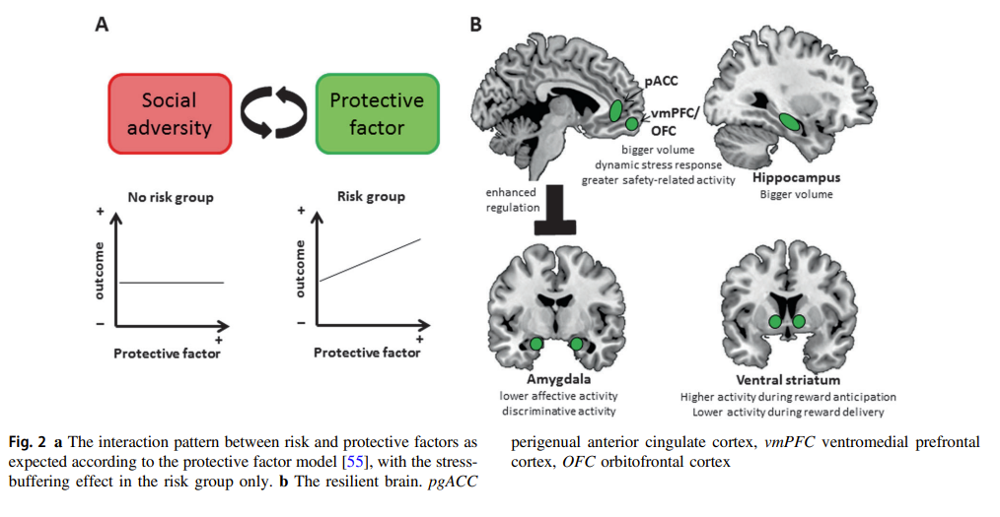 A
Social
adversity
Protective
factor
No risk group
+
outcome
–
+
Protective factor
Risk group
+
outcome
–
+
Protective factor
B
pACC
vmPFC/
OFC
bigger volume
dynamic stress response
greater safety-related activity
Hippocampus
Bigger volume
enhanced
regulation
Amygdala
lower affective activity
discriminative activity
Ventral striatum
Higher activity during reward anticipation
Lower activity during reward delivery
Fig. 2 a The interaction pattern between risk and protective factors as
expected according to the protective factor model [55], with the stress-
buffering effect in the risk group only. b The resilient brain. pgACC
perigenual anterior cingulate cortex, vmPFC ventromedial prefrontal
cortex, OFC orbitofrontal cortex